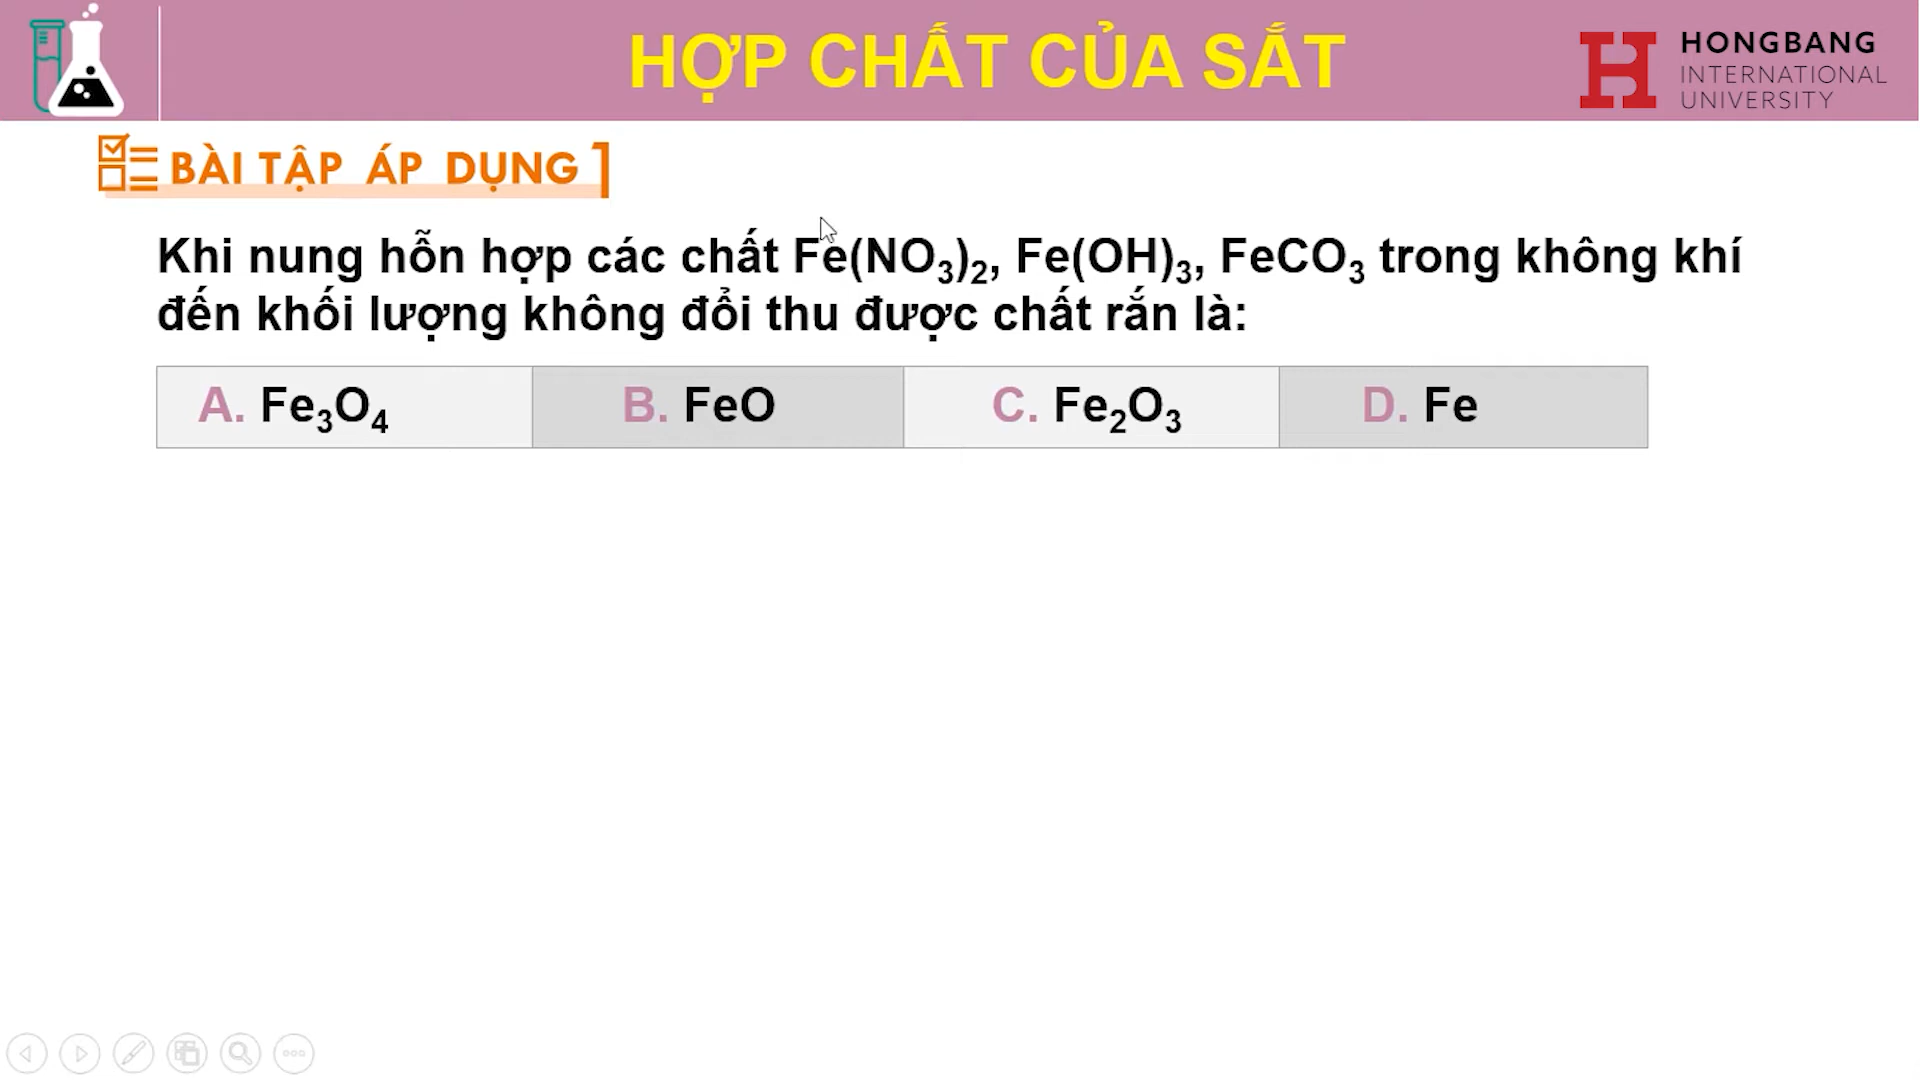 HỢP CHẤT CỦA SẮT
HONGBANG
INTERNATIONAL
UNIVERSITY
BÀI TẬP ÁP DỤNG 1
Khi nung hỗn hợp các chất Fe(NO₃)₂, Fe(OH)₃, FeCO₃ trong không khí
đến khối lượng không đổi thu được chất rắn là:
A. Fe₃O₄ B. FeO C. Fe₂O₃ D. Fe